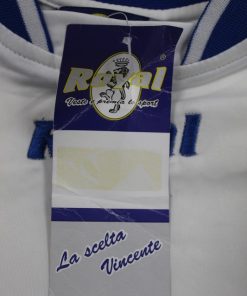 Royal
Veste e premia lo sport
La scelta
Vincente